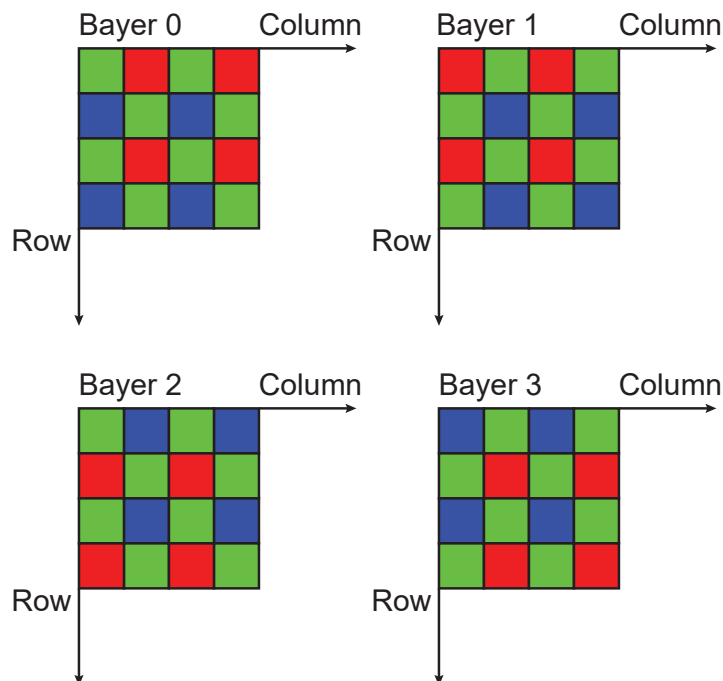 Bayer 0 Column
Row
Bayer 1 Column
Row
Bayer 2 Column
Row
Bayer 3 Column
Row